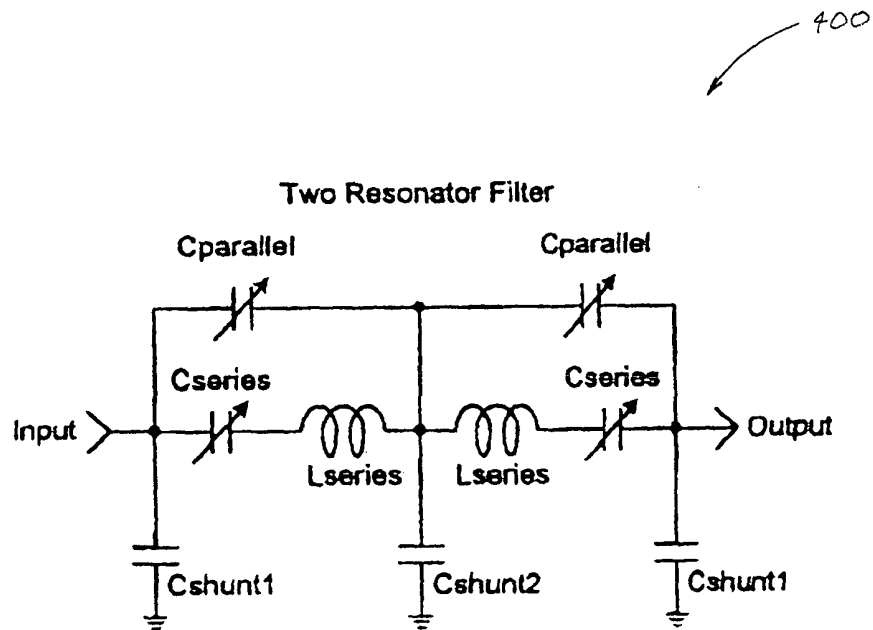 400
Two Resonator Filter
Cparallel
Cparallel
Cseries
Cseries
Input
Output
Lseries
Lseries
Cshunt1
Cshunt2
Cshunt1